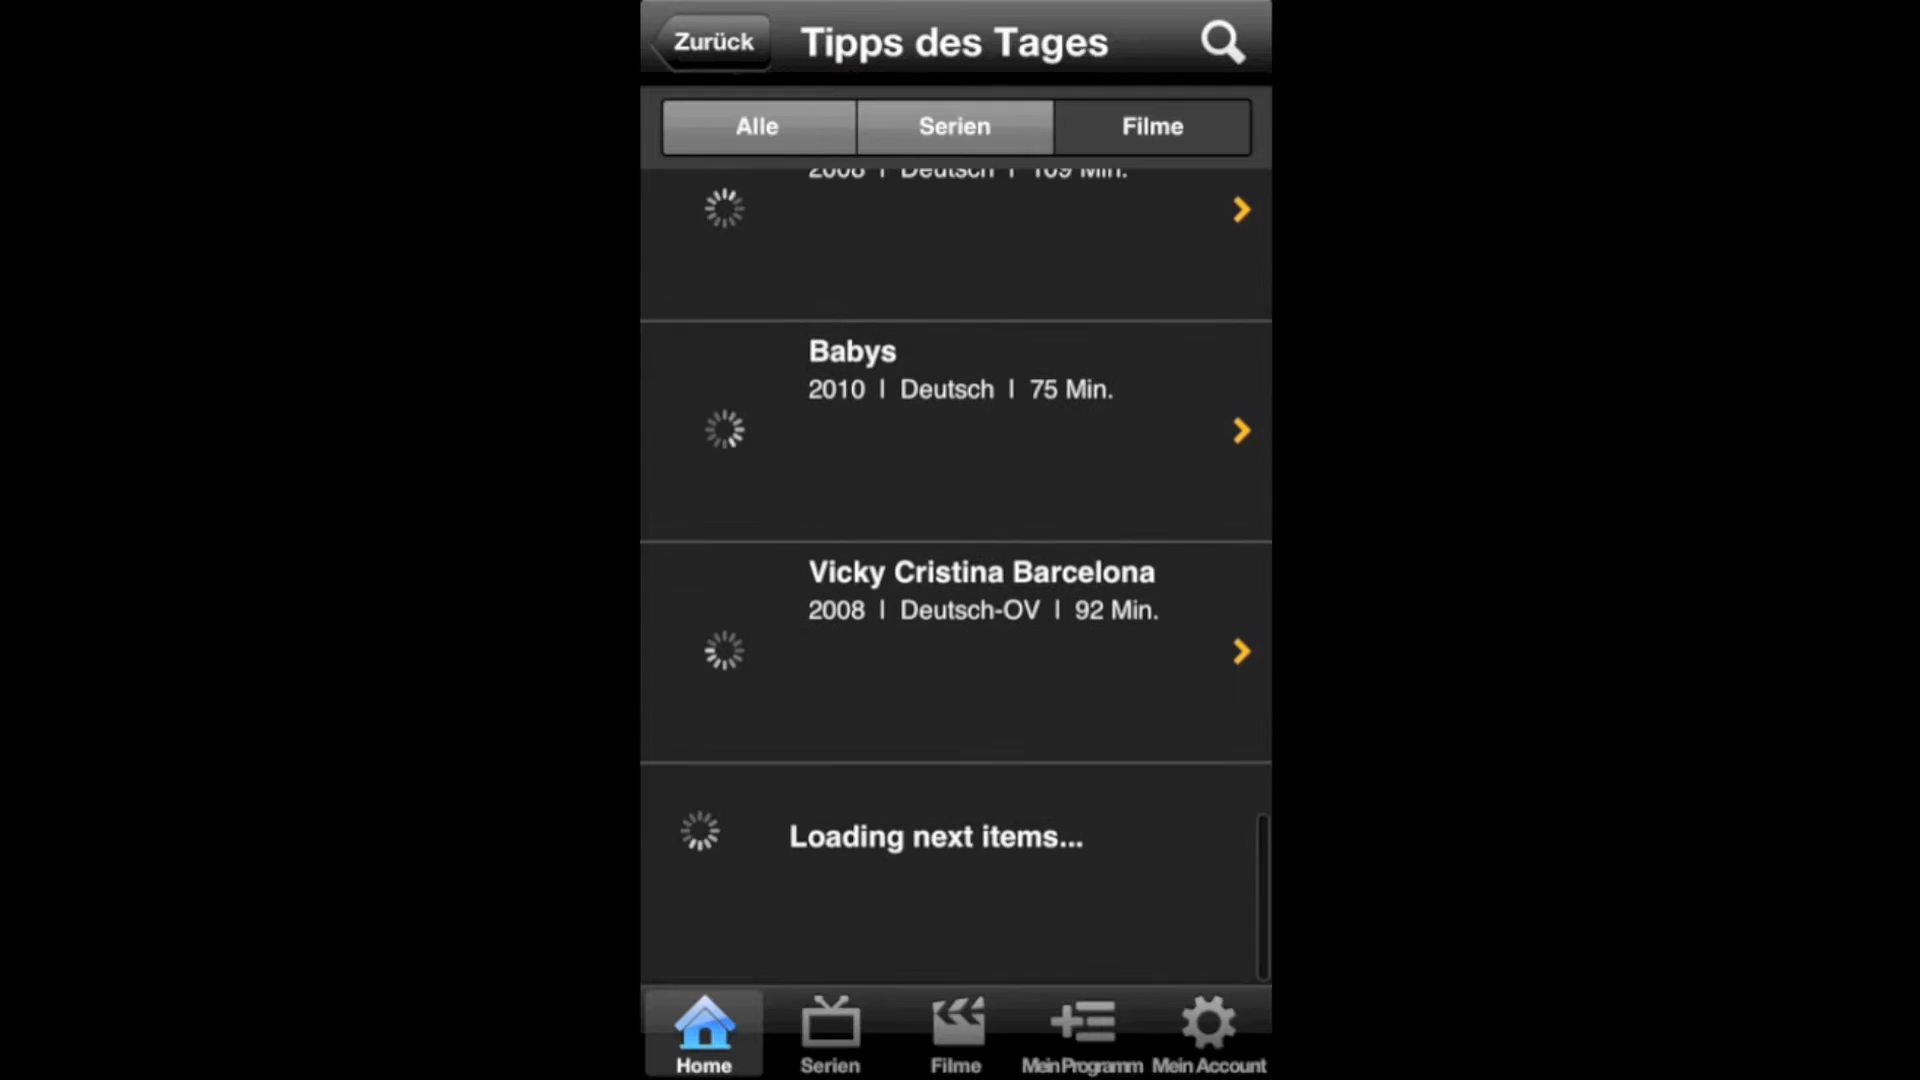 Zurück
Tipps des Tages
Alle
Serien
Filme
2008 | Deutsch | 109 Min.
Babys
2010 | Deutsch | 75 Min.
Vicky Cristina Barcelona
2008 | Deutsch-OV | 92 Min.
Loading next items...
Home
Serien
Filme
Mein Programm
Mein Account